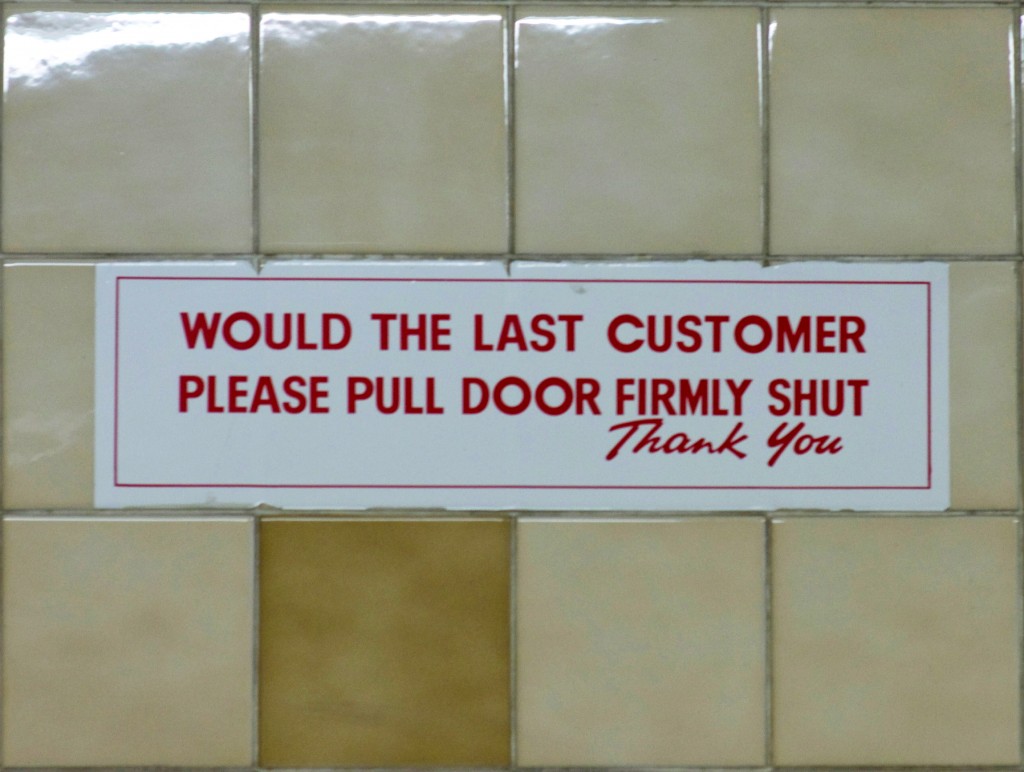 WOULD THE LAST CUSTOMER
PLEASE PULL DOOR FIRMLY SHUT
Thank You